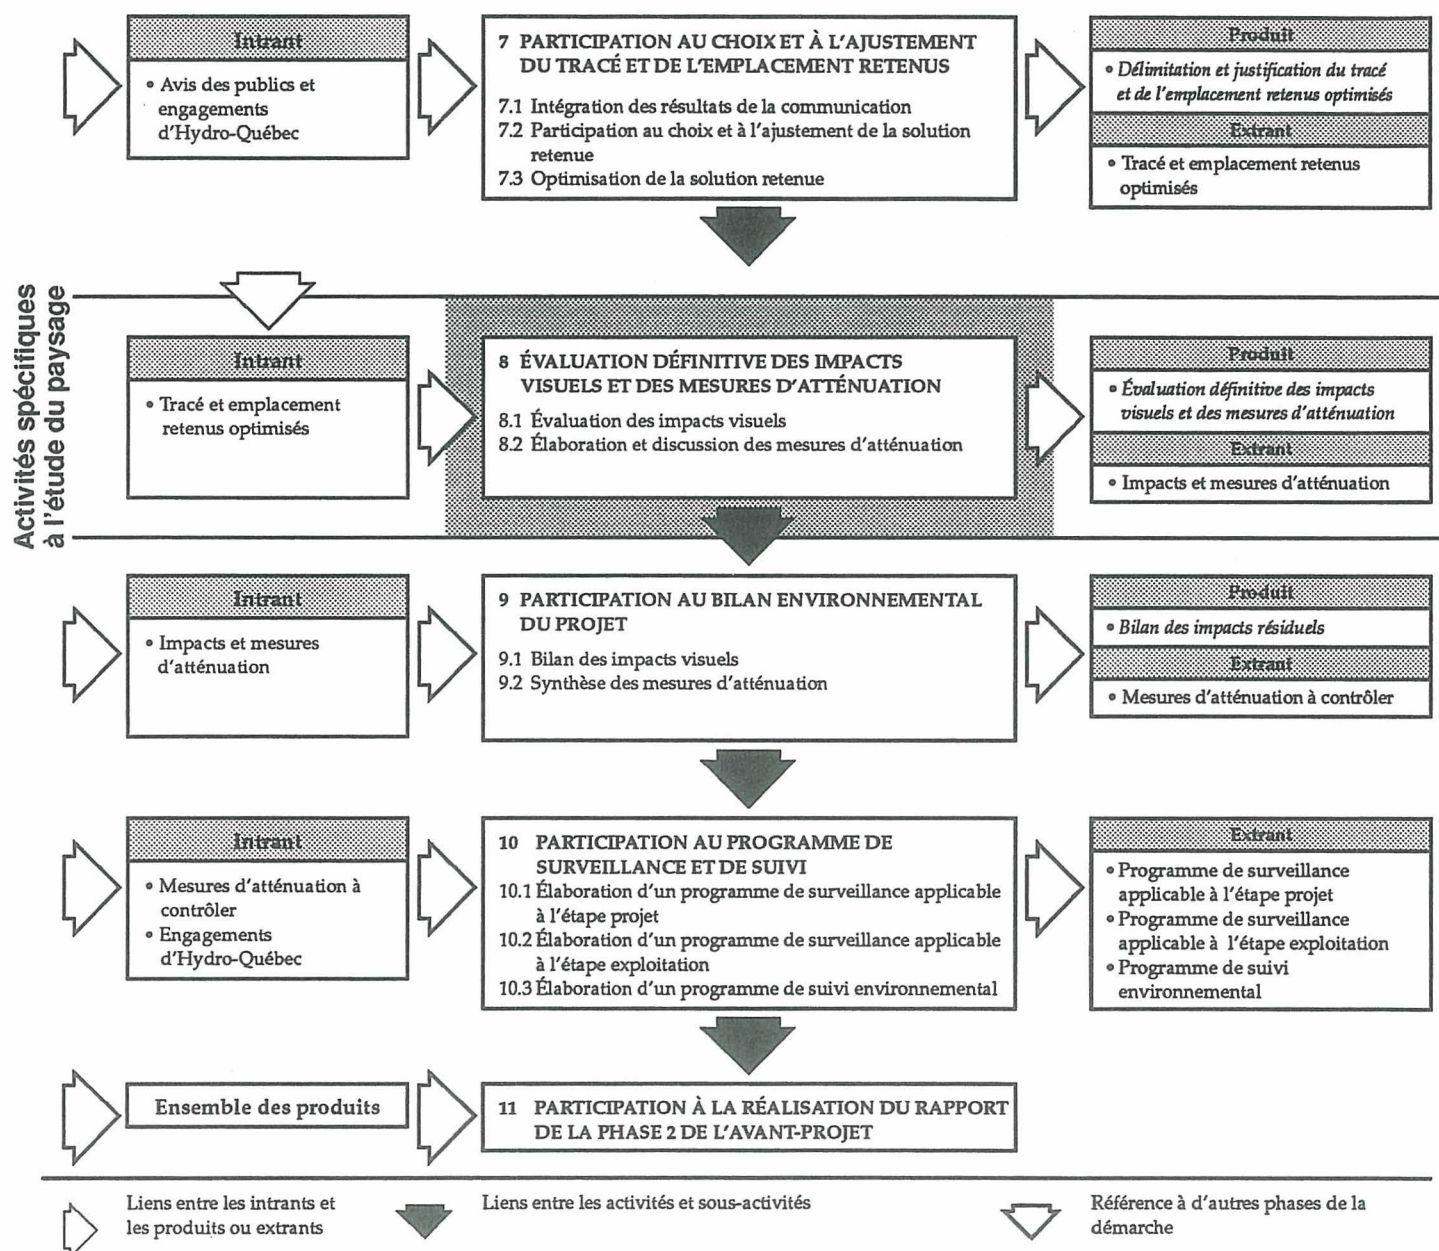 Intrant
• Avis des publics et
engagements
d'Hydro-Québec
7 PARTICIPATION AU CHOIX ET À L'AJUSTEMENT
DU TRACÉ ET DE L'EMPLACEMENT RETENUS
7.1 Intégration des résultats de la communication
7.2 Participation au choix et à l'ajustement de la solution
retenue
7.3 Optimisation de la solution retenue
Produit
• Délimitation et justification du tracé
et de l'emplacement retenus optimisés
Extrant
• Tracé et emplacement retenus
optimisés
Activités spécifiques
à l'étude du paysage
Intrant
• Tracé et emplacement
retenus optimisés
8 ÉVALUATION DÉFINITIVE DES IMPACTS
VISUELS ET DES MESURES D'ATTÉNUATION
8.1 Évaluation des impacts visuels
8.2 Élaboration et discussion des mesures d'atténuation
Produit
• Évaluation définitive des impacts
visuels et des mesures d'atténuation
Extrant
• Impacts et mesures d'atténuation
Intrant
• Impacts et mesures
d'atténuation
9 PARTICIPATION AU BILAN ENVIRONNEMENTAL
DU PROJET
9.1 Bilan des impacts visuels
9.2 Synthèse des mesures d'atténuation
Produit
• Bilan des impacts résiduels
Extrant
• Mesures d'atténuation à contrôler
Intrant
• Mesures d'atténuation à
contrôler
• Engagements
d'Hydro-Québec
10 PARTICIPATION AU PROGRAMME DE
SURVEILLANCE ET DE SUIVI
10.1 Élaboration d'un programme de surveillance applicable
à l'étape projet
10.2 Élaboration d'un programme de surveillance applicable
à l'étape exploitation
10.3 Élaboration d'un programme de suivi environnemental
Extrant
• Programme de surveillance
applicable à l'étape projet
• Programme de surveillance
applicable à l'étape exploitation
• Programme de suivi
environnemental
Ensemble des produits
11 PARTICIPATION À LA RÉALISATION DU RAPPORT
DE LA PHASE 2 DE L'AVANT-PROJET
Liens entre les intrants et
les produits ou extrants
Liens entre les activités et sous-activités
Référence à d'autres phases de la
démarche